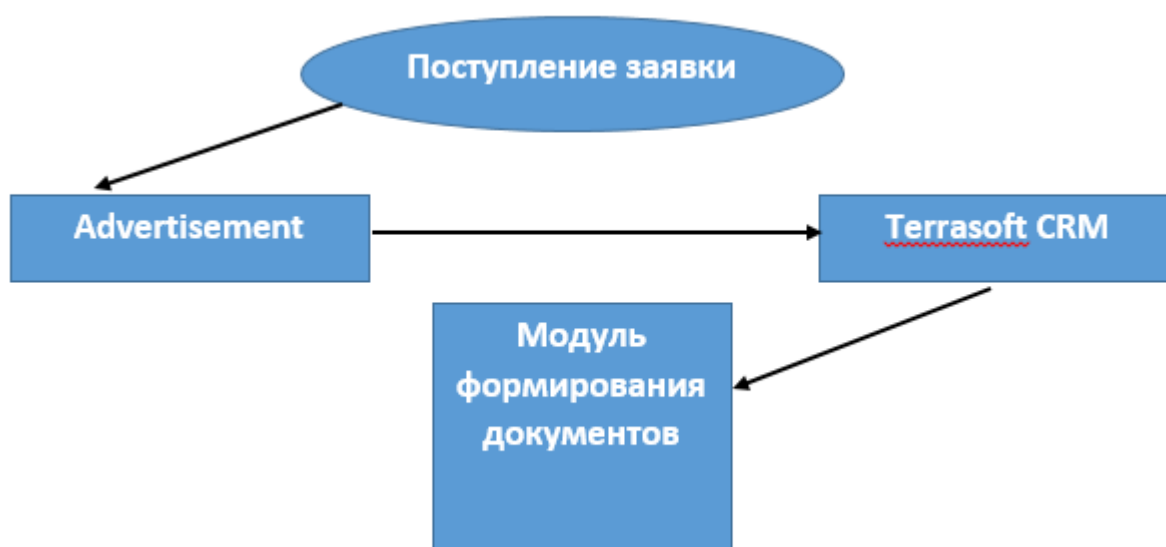 Поступление заявки
Advertisement
Terrasoft CRM
Модуль
формирования
документов